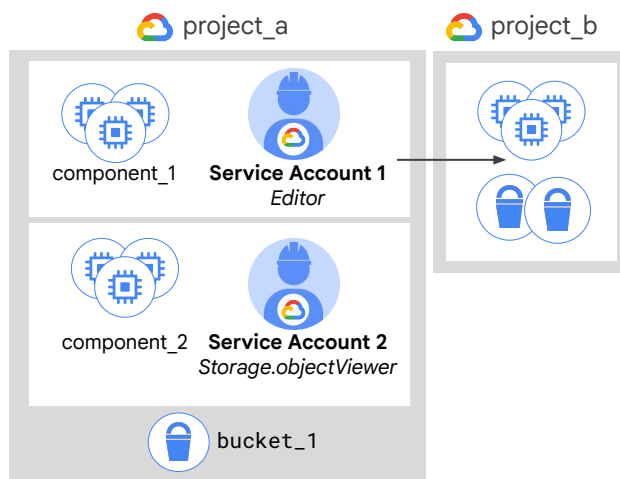 project_a
project_b
component_1
Service Account 1
Editor
component_2
Service Account 2
Storage.objectViewer
bucket_1